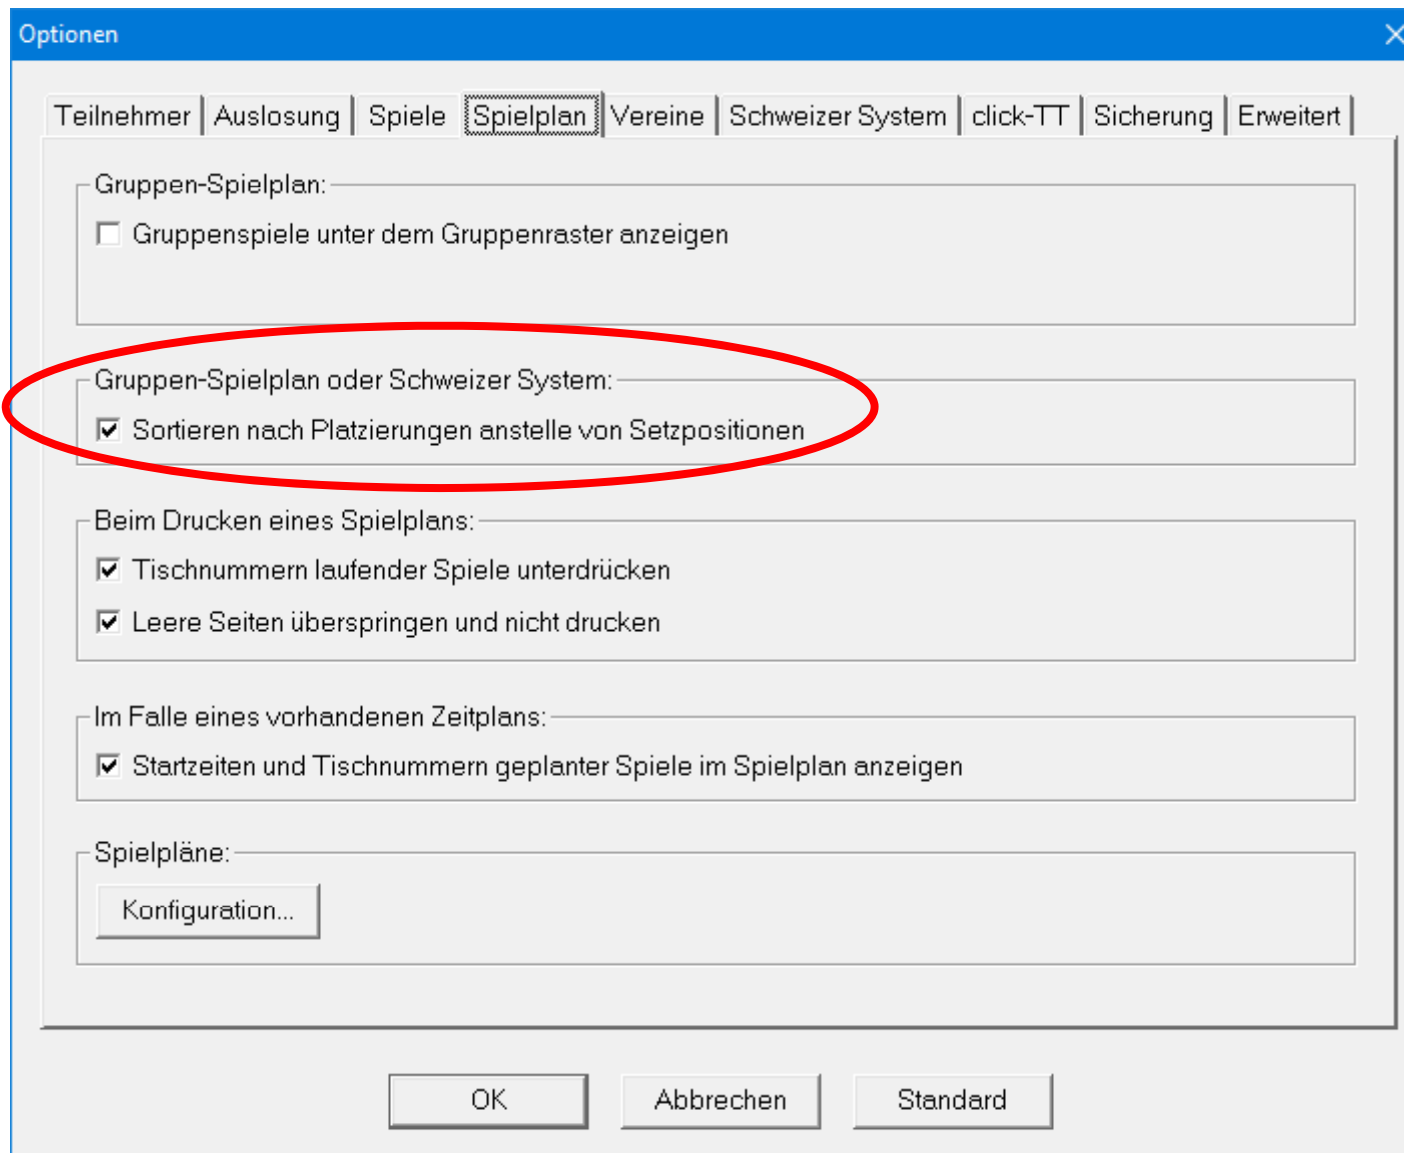 Optionen
Teilnehmer Auslosung Spiele Spielplan Vereine Schweizer System click-TT Sicherung Erweitert
Gruppen-Spielplan:
Gruppenspiele unter dem Gruppenraster anzeigen
Gruppen-Spielplan oder Schweizer System:
Sortieren nach Platzierungen anstelle von Setzpositionen
Beim Drucken eines Spielplans:
Tischnummern laufender Spiele unterdrücken
Leere Seiten überspringen und nicht drucken
Im Falle eines vorhandenen Zeitplans:
Startzeiten und Tischnummern geplanter Spiele im Spielplan anzeigen
Spielpläne:
Konfiguration...
OK Abbrechen Standard